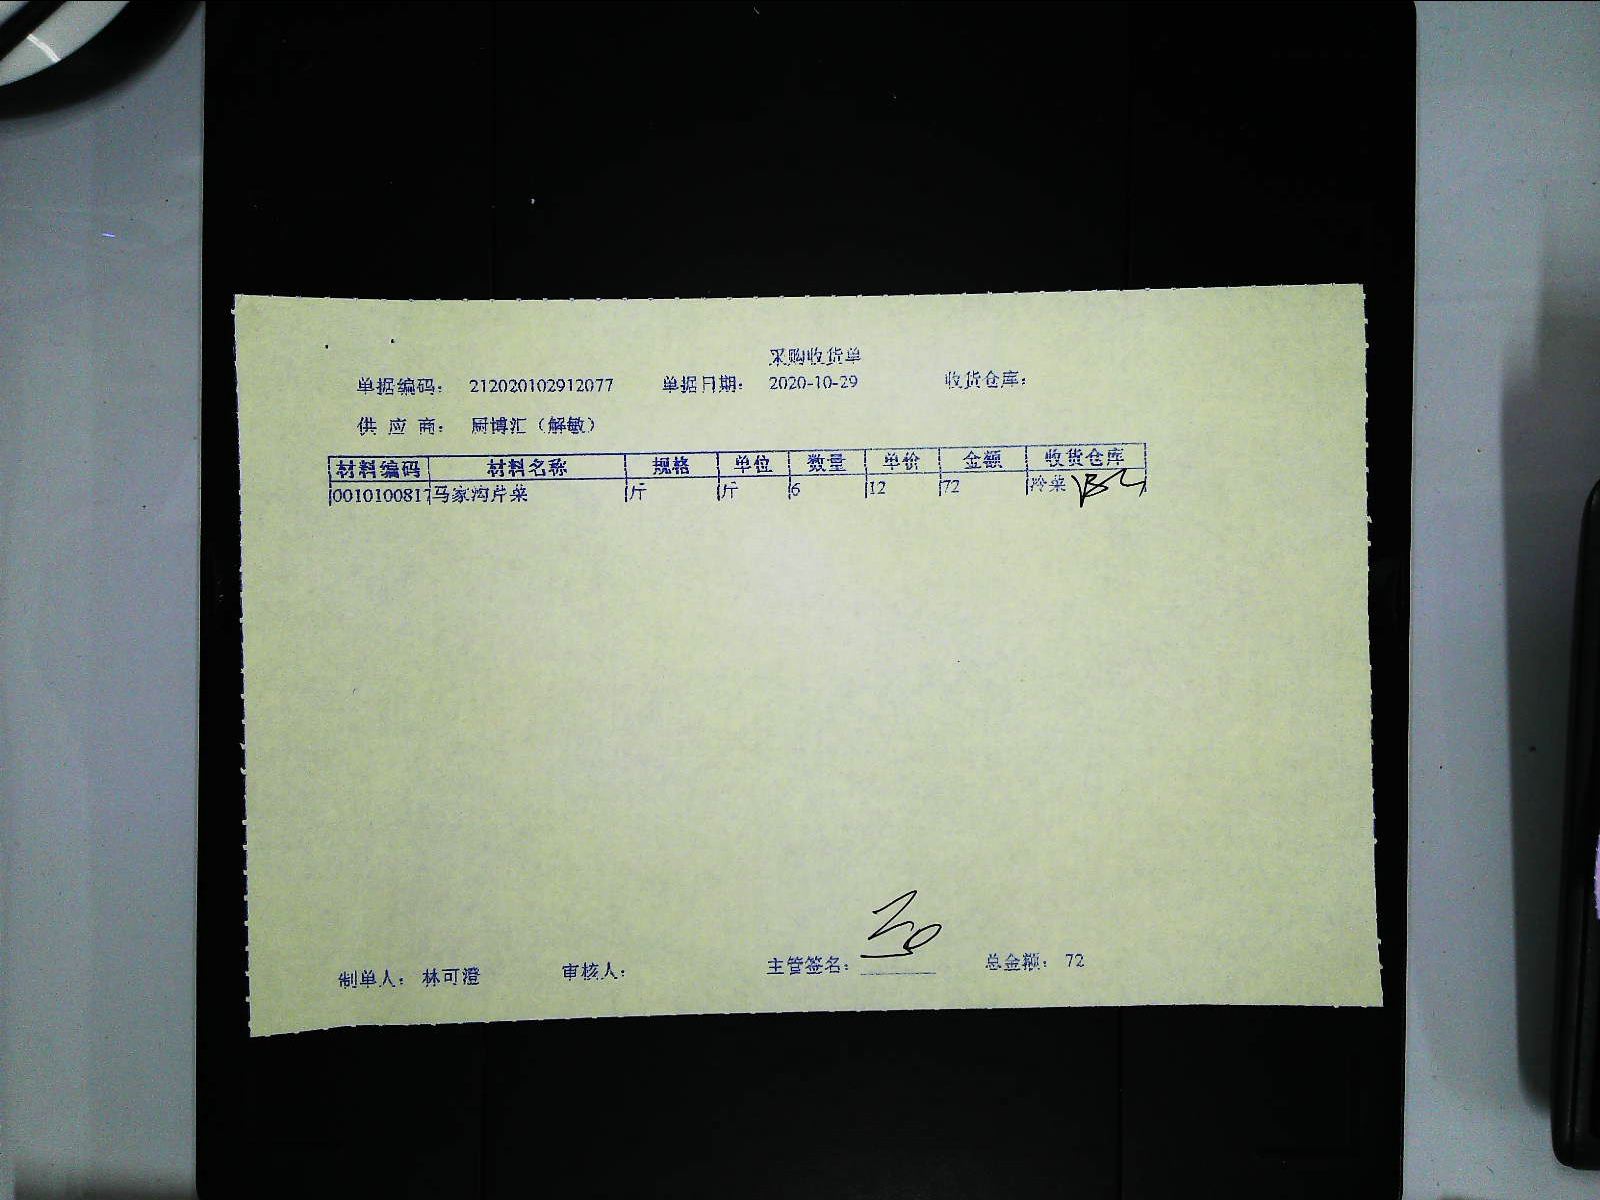 采购收货单
单据编码： 212020102912077 单据日期： 2020-10-29 收货仓库：
供 应 商： 厨博汇（解敏）
材料编码 材料名称 规格 单位 数量 单价 金额 收货仓库
0010100817 马家沟芹菜 斤 斤 6 12 72 冷菜
制单人： 林可澄 审核人： 主管签名： 总金额： 72